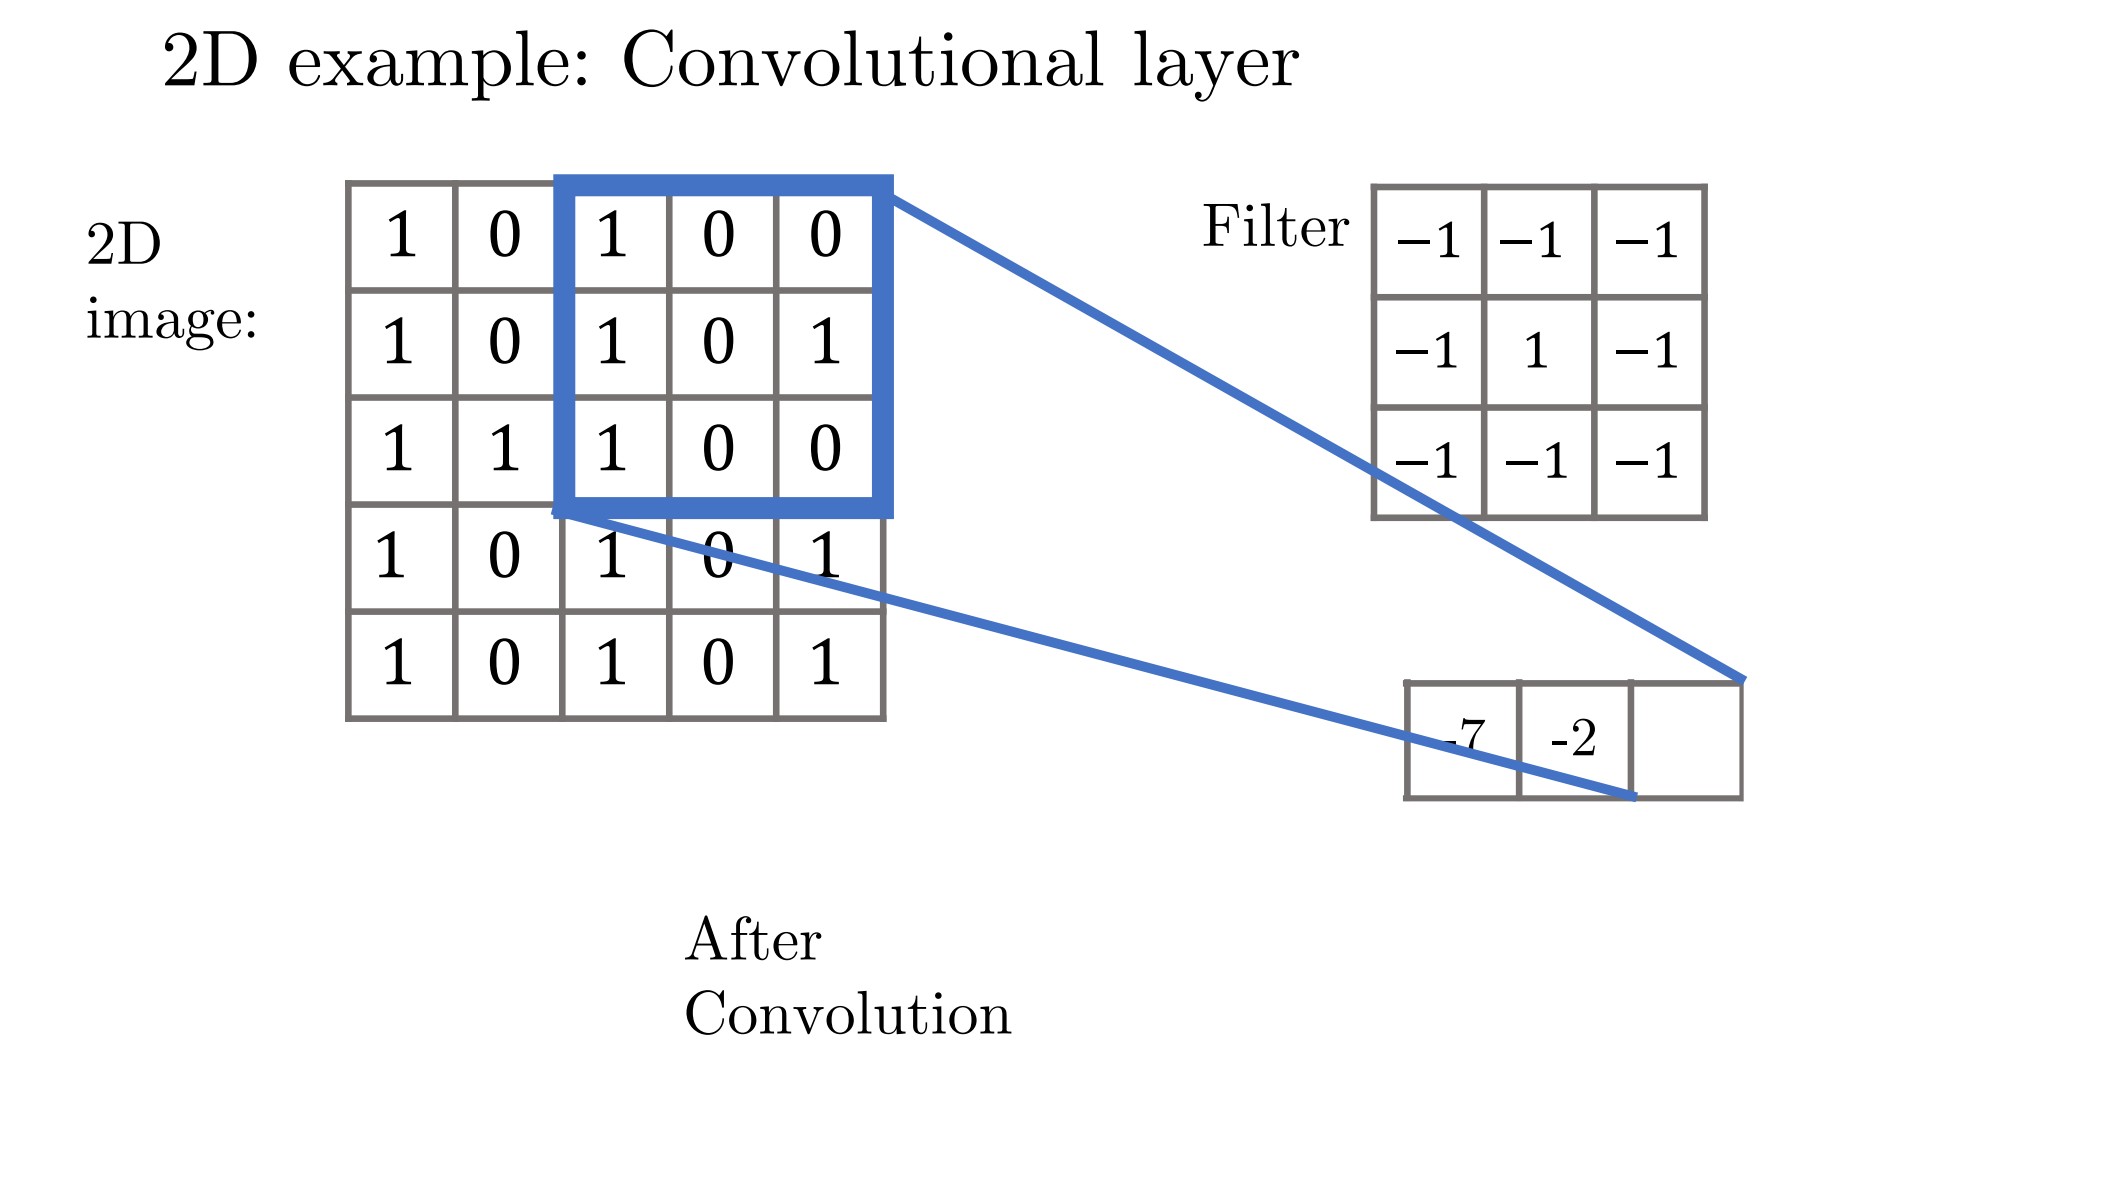 2D example: Convolutional layer
2D
image:
1 0 1 0 0
1 0 1 0 1
1 1 1 0 0
1 0 1 0 1
1 0 1 0 1
Filter
−1 −1 −1
−1 1 −1
−1 −1 −1
-7 -2
After
Convolution